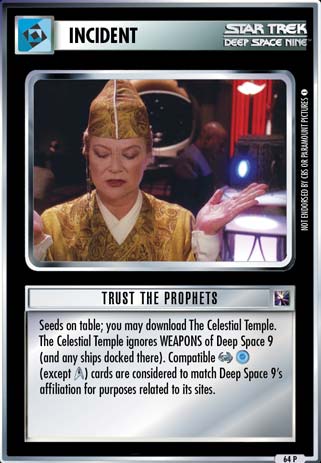 INCIDENT
STAR TREK
DEEP SPACE NINE
NOT ENDORSED BY CBS OR PARAMOUNT PICTURES
TRUST THE PROPHETS
Seeds on table; you may download The Celestial Temple.
The Celestial Temple ignores WEAPONS of Deep Space 9
(and any ships docked there). Compatible
(except ) cards are considered to match Deep Space 9's
affiliation for purposes related to its sites.
64 P